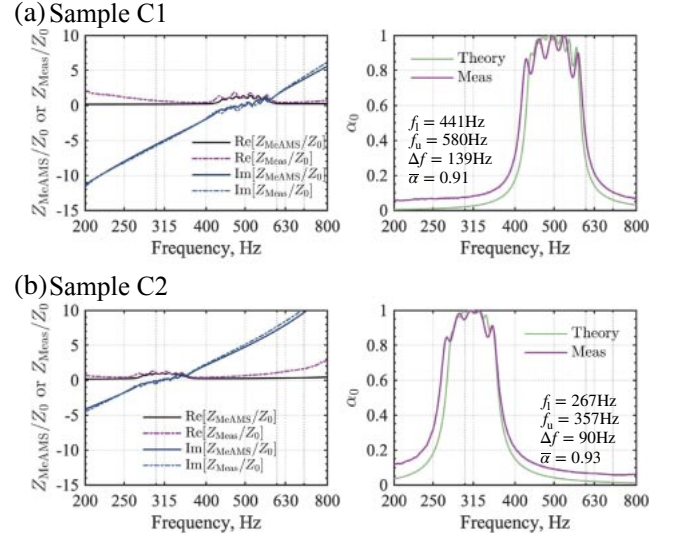 (a) Sample C1
Z_MeAMS/Z_0 or Z_Meas/Z_0
10
5
0
-5
-10
-15
Re[Z_MeAMS/Z_0]
Re[Z_Meas/Z_0]
Im[Z_MeAMS/Z_0]
Im[Z_Meas/Z_0]
200 250 315 400 500 630 800
Frequency, Hz
α_0
1
0.8
0.6
0.4
0.2
0
Theory
Meas
f_l = 441Hz
f_u = 580Hz
Δf = 139Hz
α̅ = 0.91
200 250 315 400 500 630 800
Frequency, Hz
(b) Sample C2
Z_MeAMS/Z_0 or Z_Meas/Z_0
10
5
0
-5
-10
-15
Re[Z_MeAMS/Z_0]
Re[Z_Meas/Z_0]
Im[Z_MeAMS/Z_0]
Im[Z_Meas/Z_0]
200 250 315 400 500 630 800
Frequency, Hz
α_0
1
0.8
0.6
0.4
0.2
0
Theory
Meas
f_l = 267Hz
f_u = 357Hz
Δf = 90Hz
α̅ = 0.93
200 250 315 400 500 630 800
Frequency, Hz